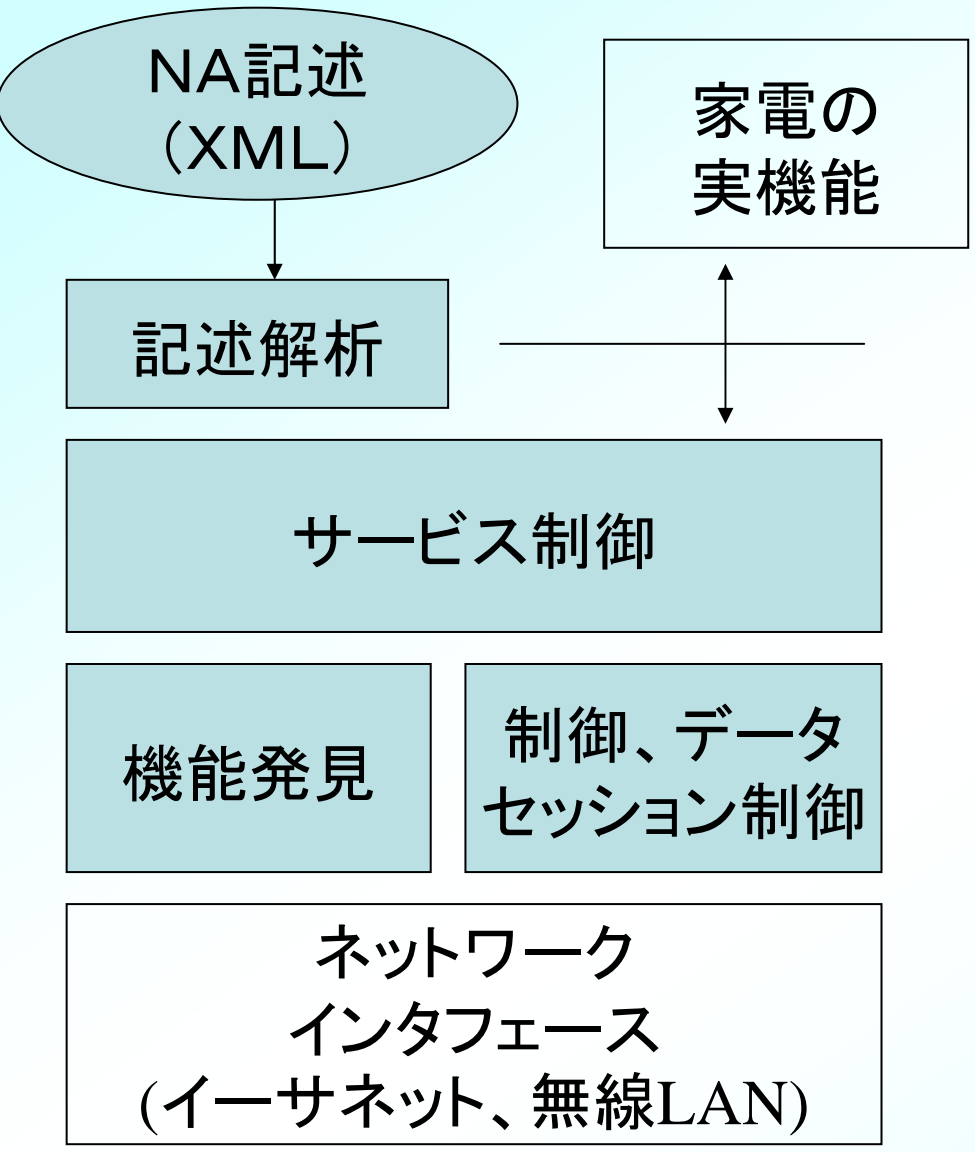 NA記述
（XML）
家電の
実機能
記述解析
サービス制御
機能発見
制御、データ
セッション制御
ネットワーク
インタフェース
(イーサネット、無線LAN)